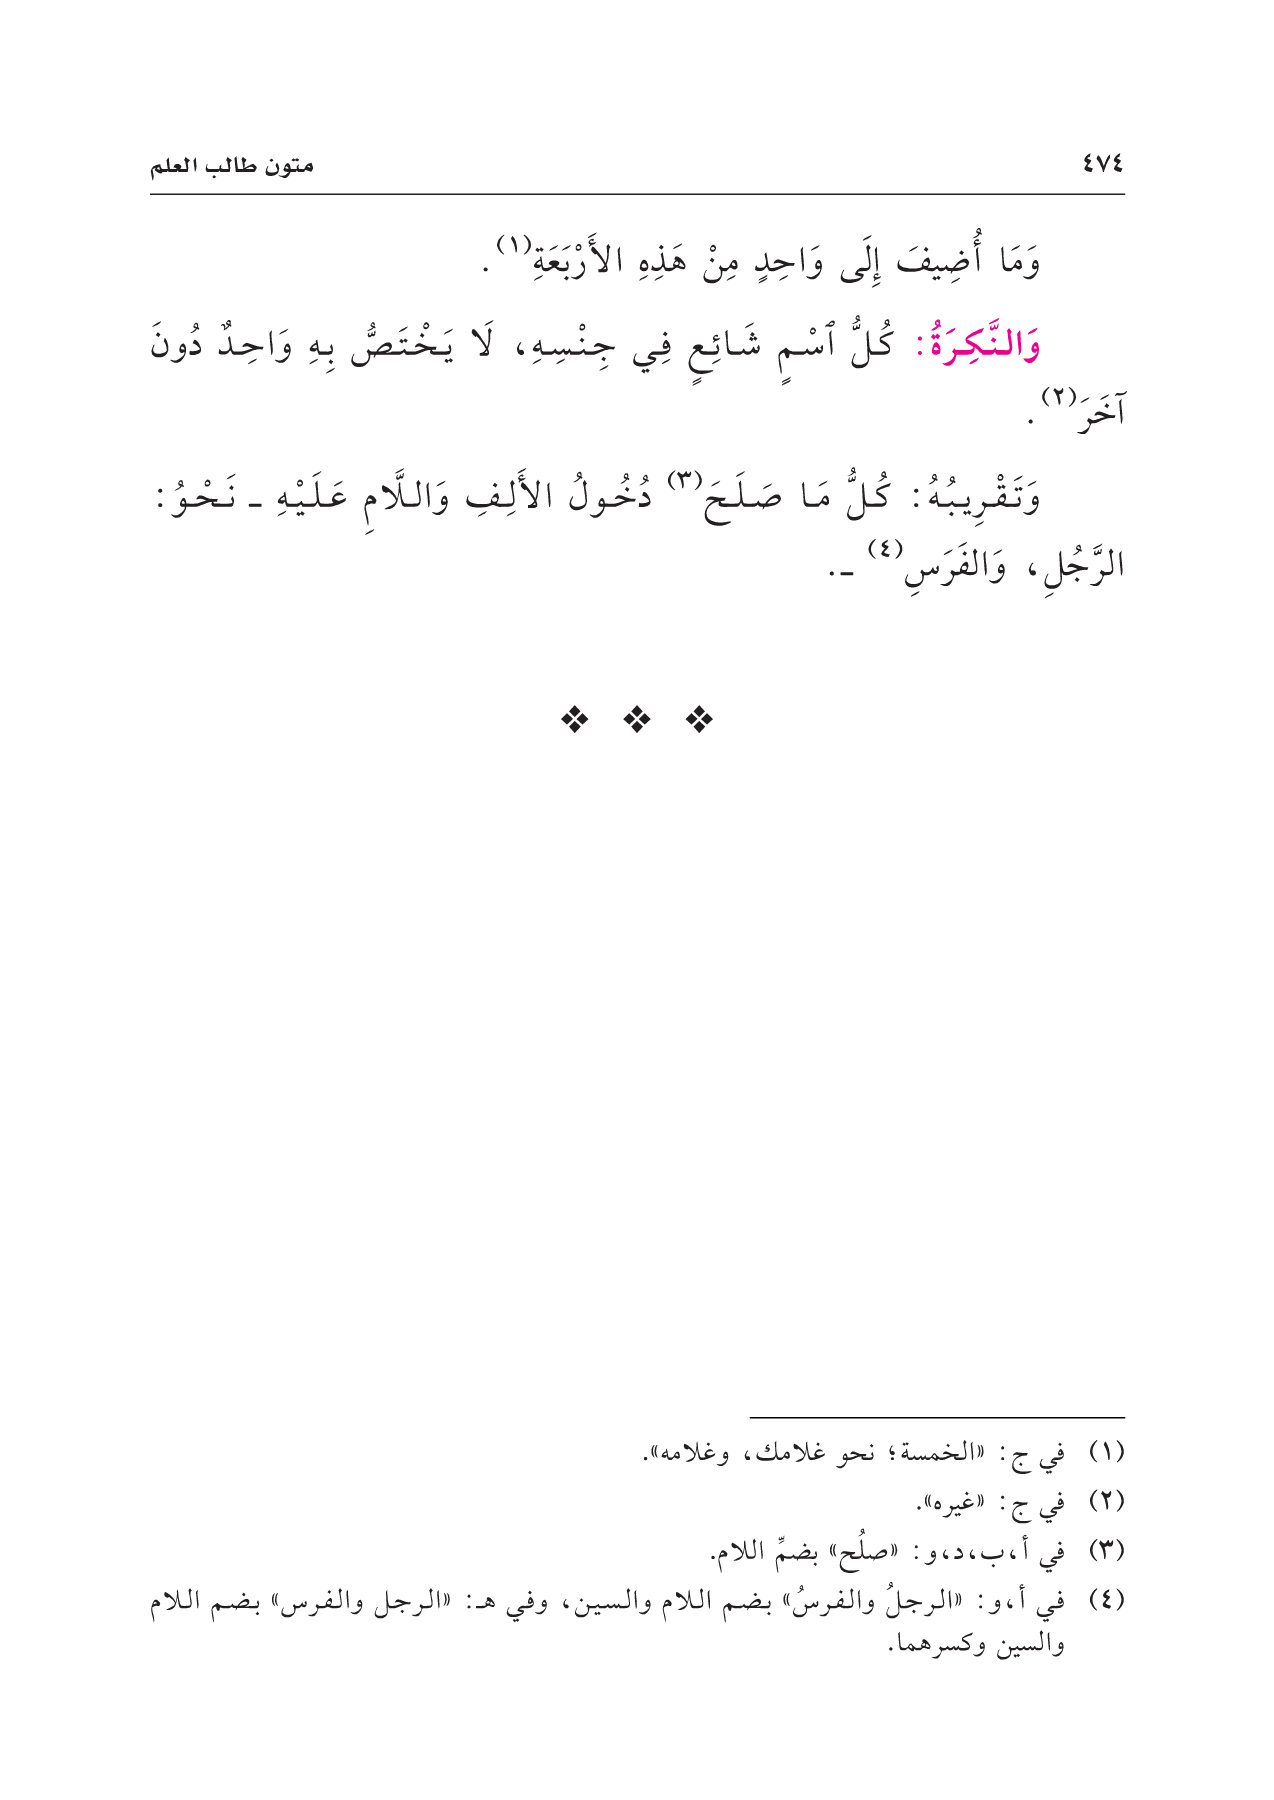 ٤٧٤ متون طالب العلم
وَمَا أُضِيفَ إِلَى وَاحِدٍ مِنْ هَذِهِ الأَرْبَعَةِ(١).
وَالنَّكِرَةُ: كُلُّ ٱسْمٍ شَائِعٍ فِي جِنْسِهِ، لَا يَخْتَصُّ بِهِ وَاحِدٌ دُونَ
آخَرَ(٢).
وَتَقْرِيبُهُ: كُلُّ مَا صَلَحَ(٣) دُخُولُ الأَلِفِ وَاللَّامِ عَلَيْهِ ـ نَحْوُ:
الرَّجُلِ، وَالفَرَسِ(٤) ـ.
❖ ❖ ❖
(١) في ج: «الخمسة؛ نحو غلامك، وغلامه».
(٢) في ج: «غيره».
(٣) في أ،ب،د،و: «صلُح» بضمِّ اللام.
(٤) في أ،و: «الرجلُ والفرسُ» بضم اللام والسين، وفي هـ: «الرجل والفرس» بضم اللام
والسين وكسرهما.